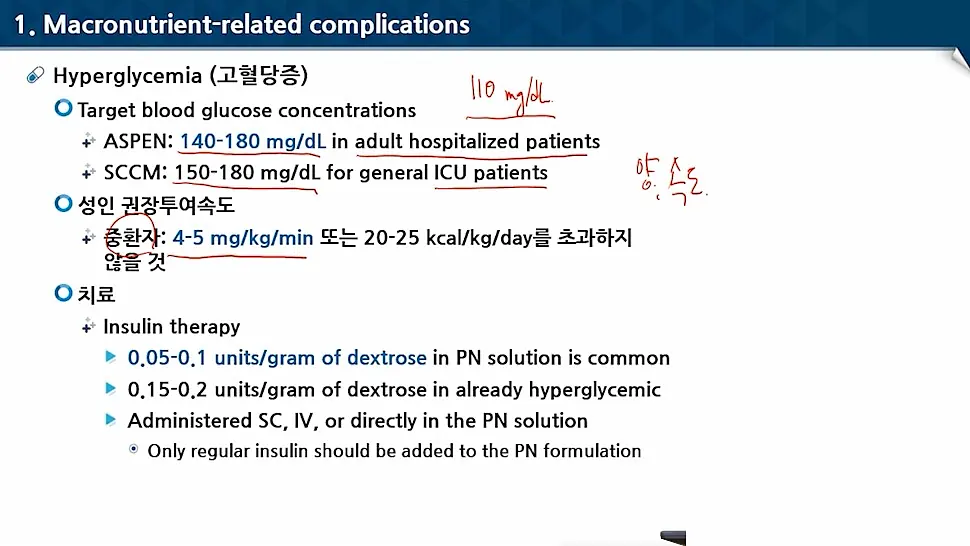 1. Macronutrient-related complications
Hyperglycemia (고혈당증)
110 mg/dL
Target blood glucose concentrations
ASPEN: 140-180 mg/dL in adult hospitalized patients
SCCM: 150-180 mg/dL for general ICU patients
양. 속도.
성인 권장투여속도
중환자: 4-5 mg/kg/min 또는 20-25 kcal/kg/day를 초과하지
않을 것
치료
Insulin therapy
0.05-0.1 units/gram of dextrose in PN solution is common
0.15-0.2 units/gram of dextrose in already hyperglycemic
Administered SC, IV, or directly in the PN solution
Only regular insulin should be added to the PN formulation